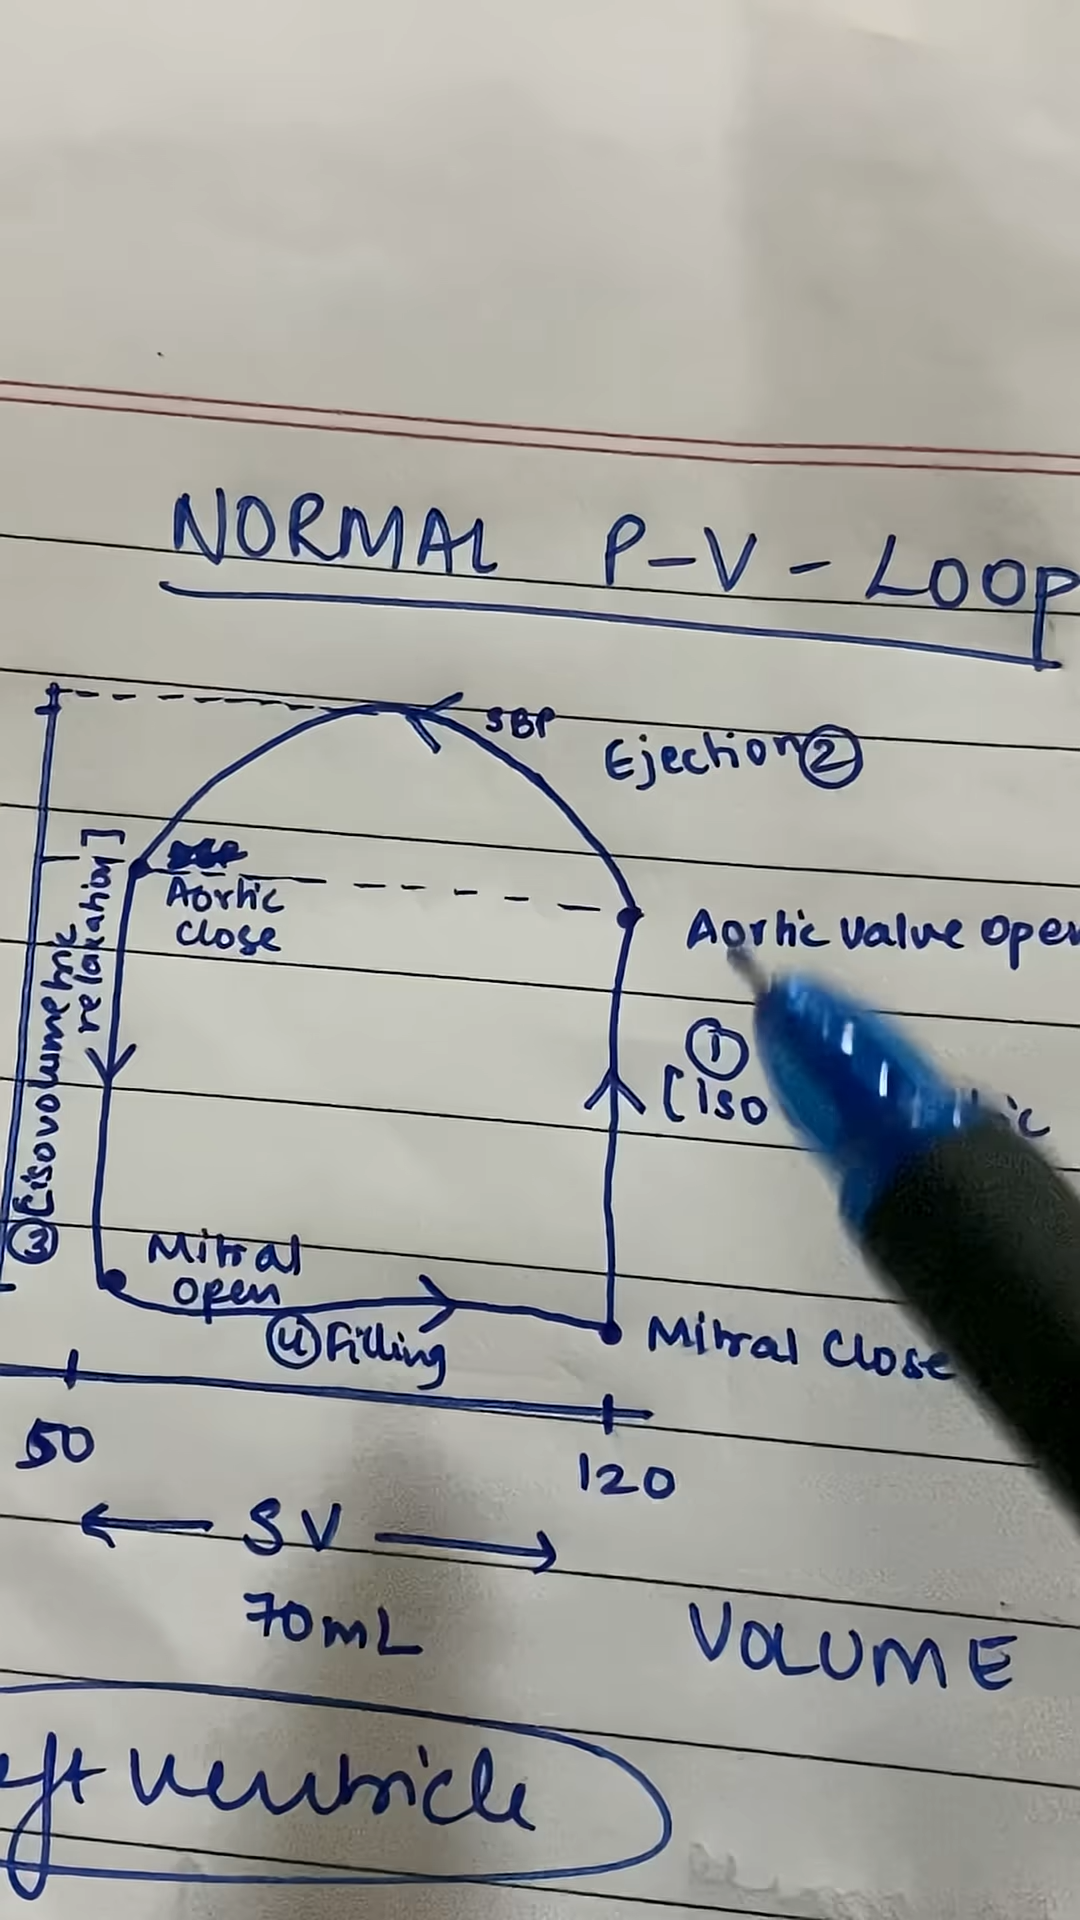 NORMAL P-V-LOOP
SBP
Ejection ②
Aortic
close
Aortic valve open
③ [isovolumetric
relaxation]
①
[Iso
Mitral
open
④ Filling
Mitral Close
50
120
← SV →
70mL
VOLUME
ventricle